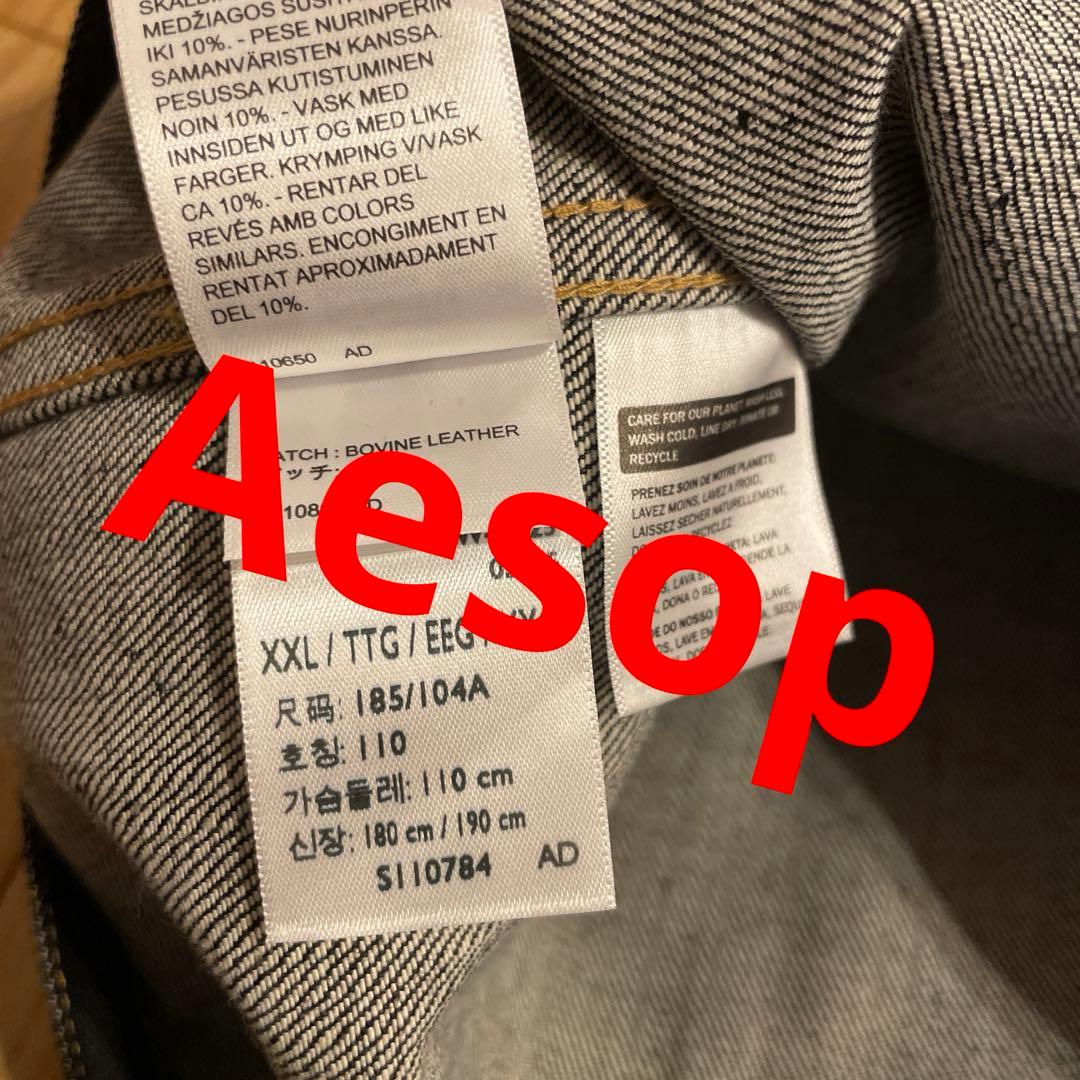 MEDŽIAGOS
IKI 10%. - PESE NURINPERIN
SAMANVÄRISTEN KANSSA.
PESUSSA KUTISTUMINEN
NOIN 10%. - VASK MED
INNSIDEN UT OG MED LIKE
FARGER. KRYMPING V/VASK
CA 10%. - RENTAR DEL
REVÉS AMB COLORS
SIMILARS. ENCONGIMENT EN
RENTAT APROXIMADAMENT
DEL 10%.
10650 AD
: BOVINE LEATHER
XXL / TTG / EEG
尺码: 185/104A
호칭: 110
가슴둘레: 110 cm
신장: 180 cm / 190 cm
S110784 AD
CARE FOR OUR PLANET WASH LESS,
WASH COLD, LINE DRY, DONATE OR
RECYCLE
PRENEZ SOIN DE NOTRE PLANETE:
LAVEZ MOINS, LAVEZ A FROID,
LAISSEZ SECHER NATURELLEMENT,
Aesop